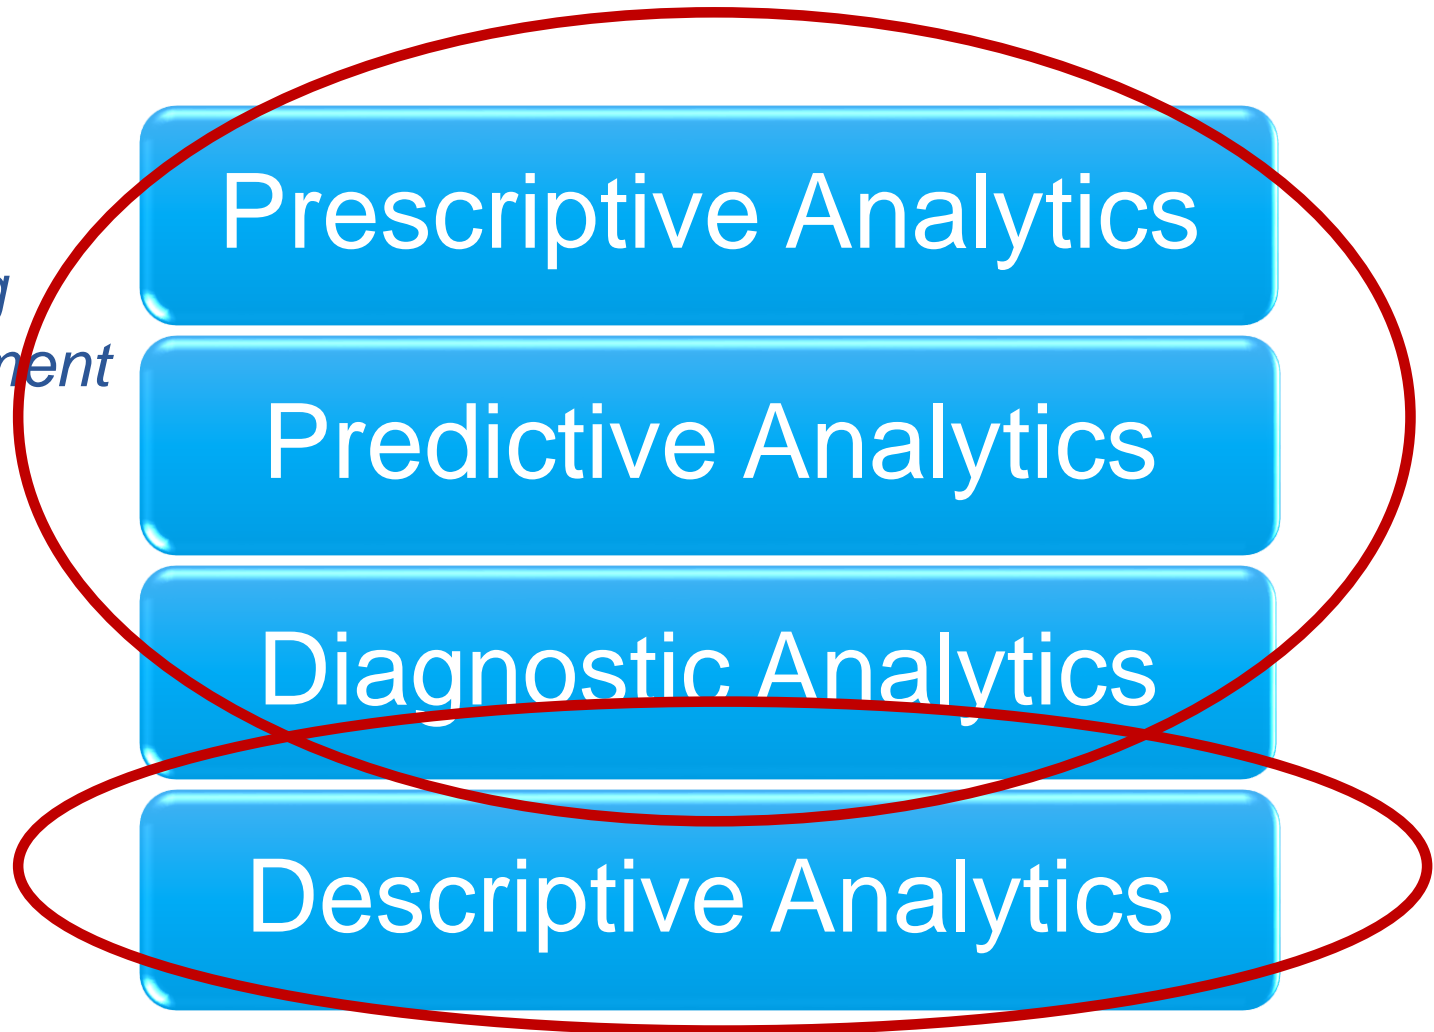 Prescriptive Analytics
Predictive Analytics
Diagnostic Analytics
Descriptive Analytics